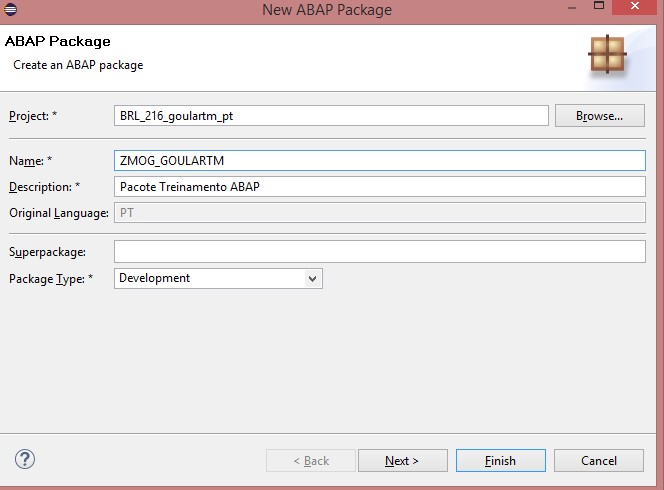 New ABAP Package
ABAP Package
Create an ABAP package
Project: * BRL_216_goulartm_pt Browse...
Name: * ZMOG_GOULARTM
Description: * Pacote Treinamento ABAP
Original Language: PT
Superpackage:
Package Type: * Development
? < Back Next > Finish Cancel